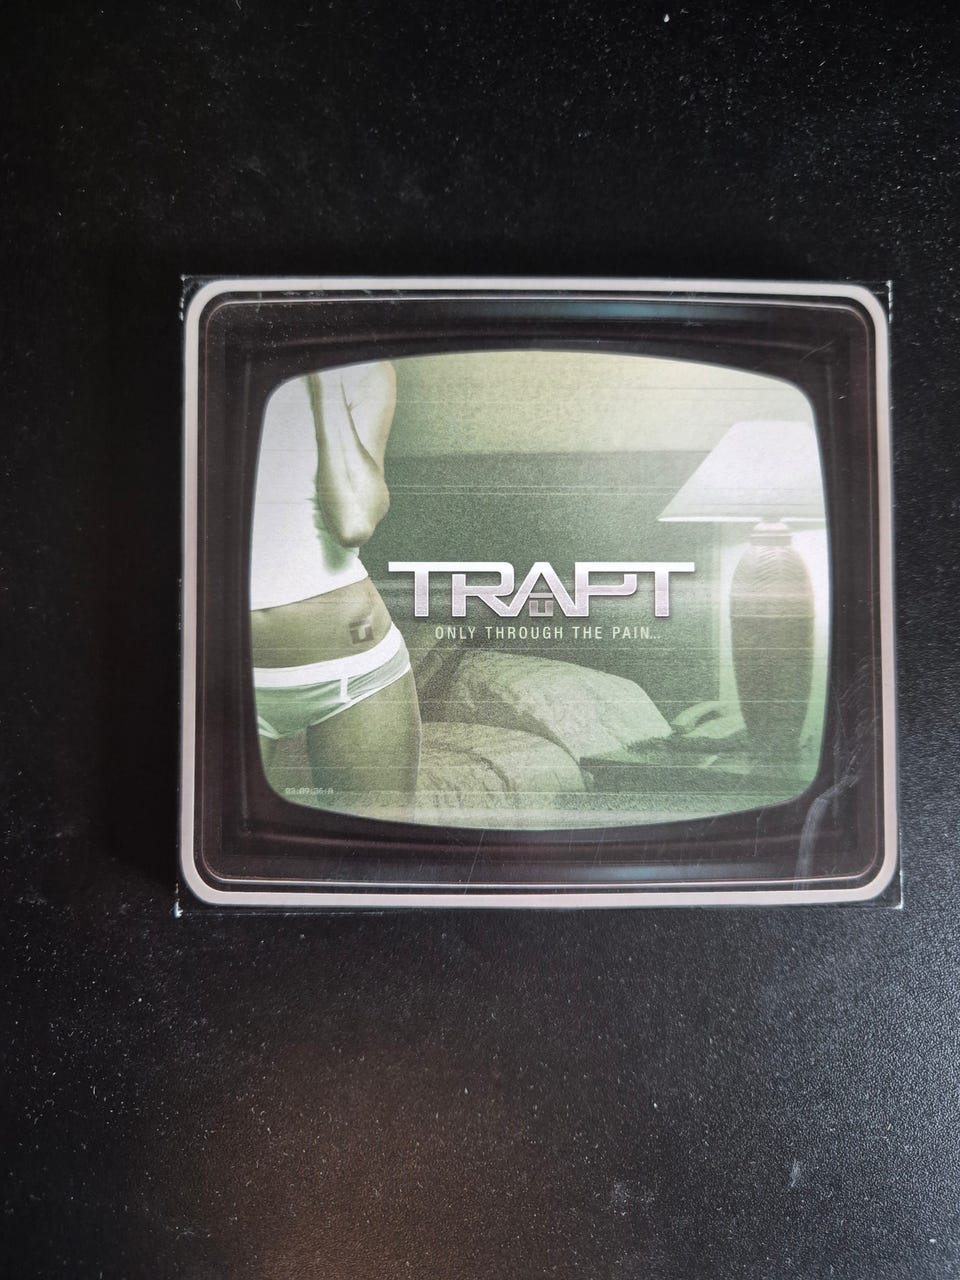 TRAPT
ONLY THROUGH THE PAIN...